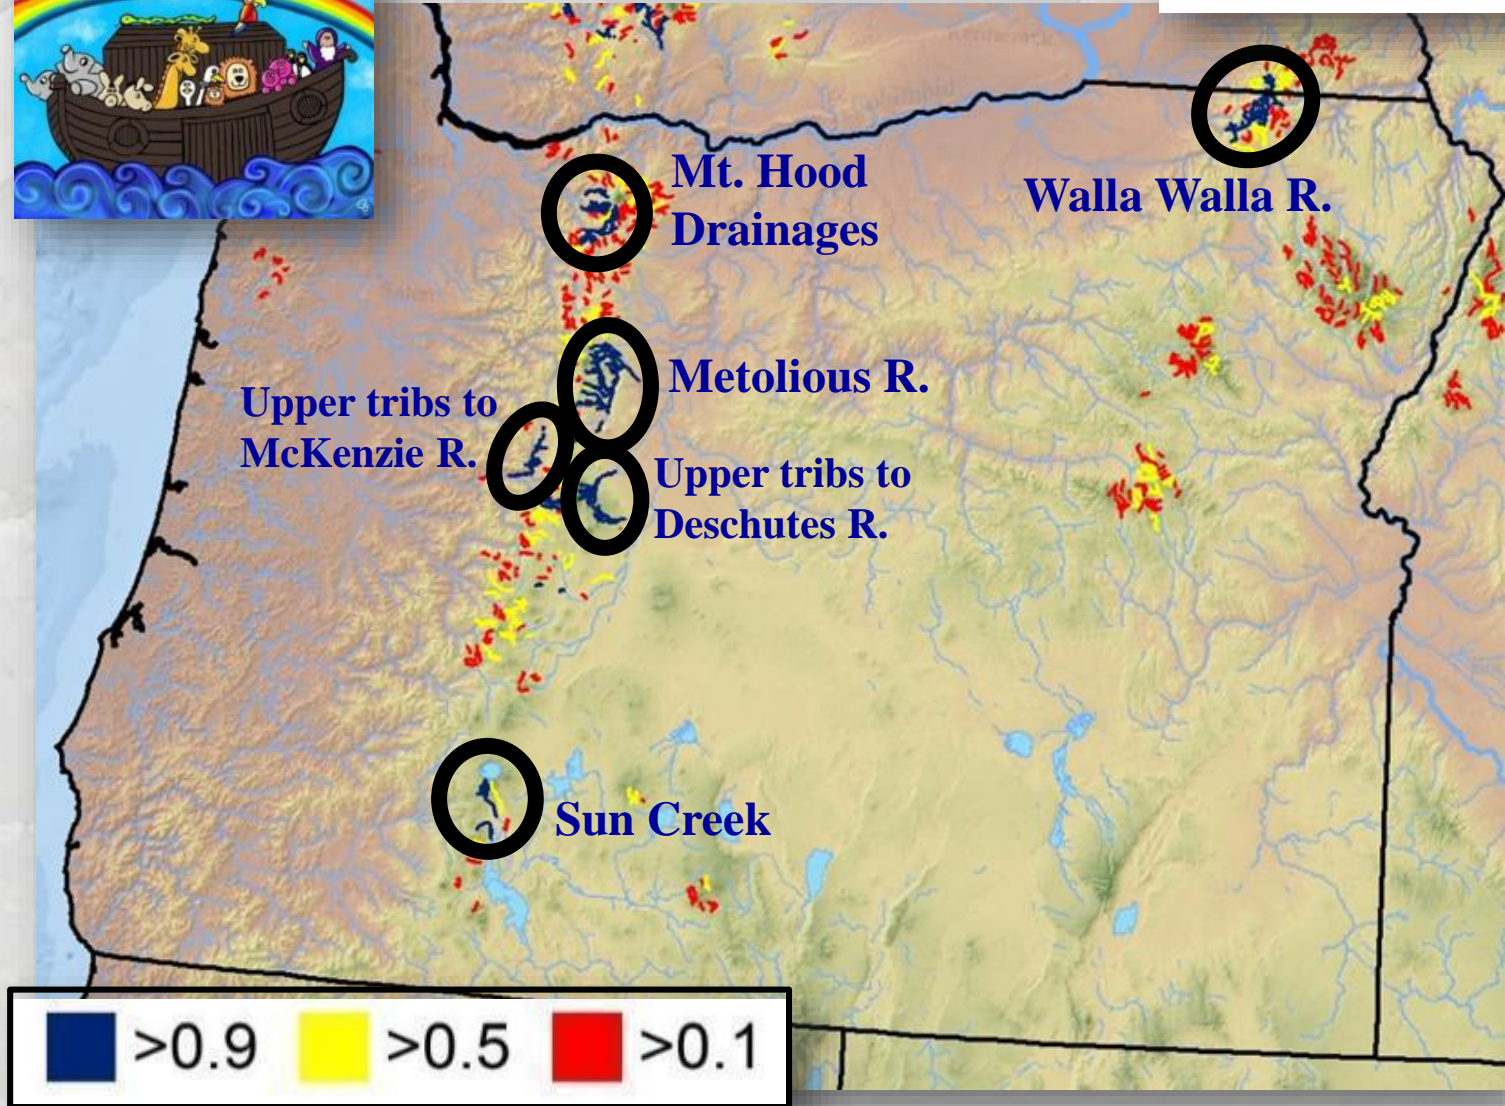 Mt. Hood
Drainages
Walla Walla R.
Metolious R.
Upper tribs to
McKenzie R.
Upper tribs to
Deschutes R.
Sun Creek
>0.9 >0.5 >0.1